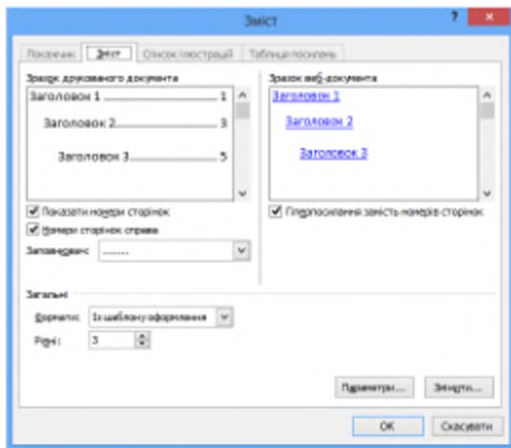 Зміст
?
Покажчик Зміст Список ілюстрацій Таблиця посилань
Зразок друкованого документа
Заголовок 1 1
Заголовок 2 3
Заголовок 3 5
Зразок веб-документа
Заголовок 1
Заголовок 2
Заголовок 3
Показати номери сторінок
Номери сторінок справа
Заповнювач: .......
Гіперпосилання замість номерів сторінок
Загальні
Формати: Із шаблону оформлення
Рівні: 3
Параметри... Змінити...
ОК Скасувати